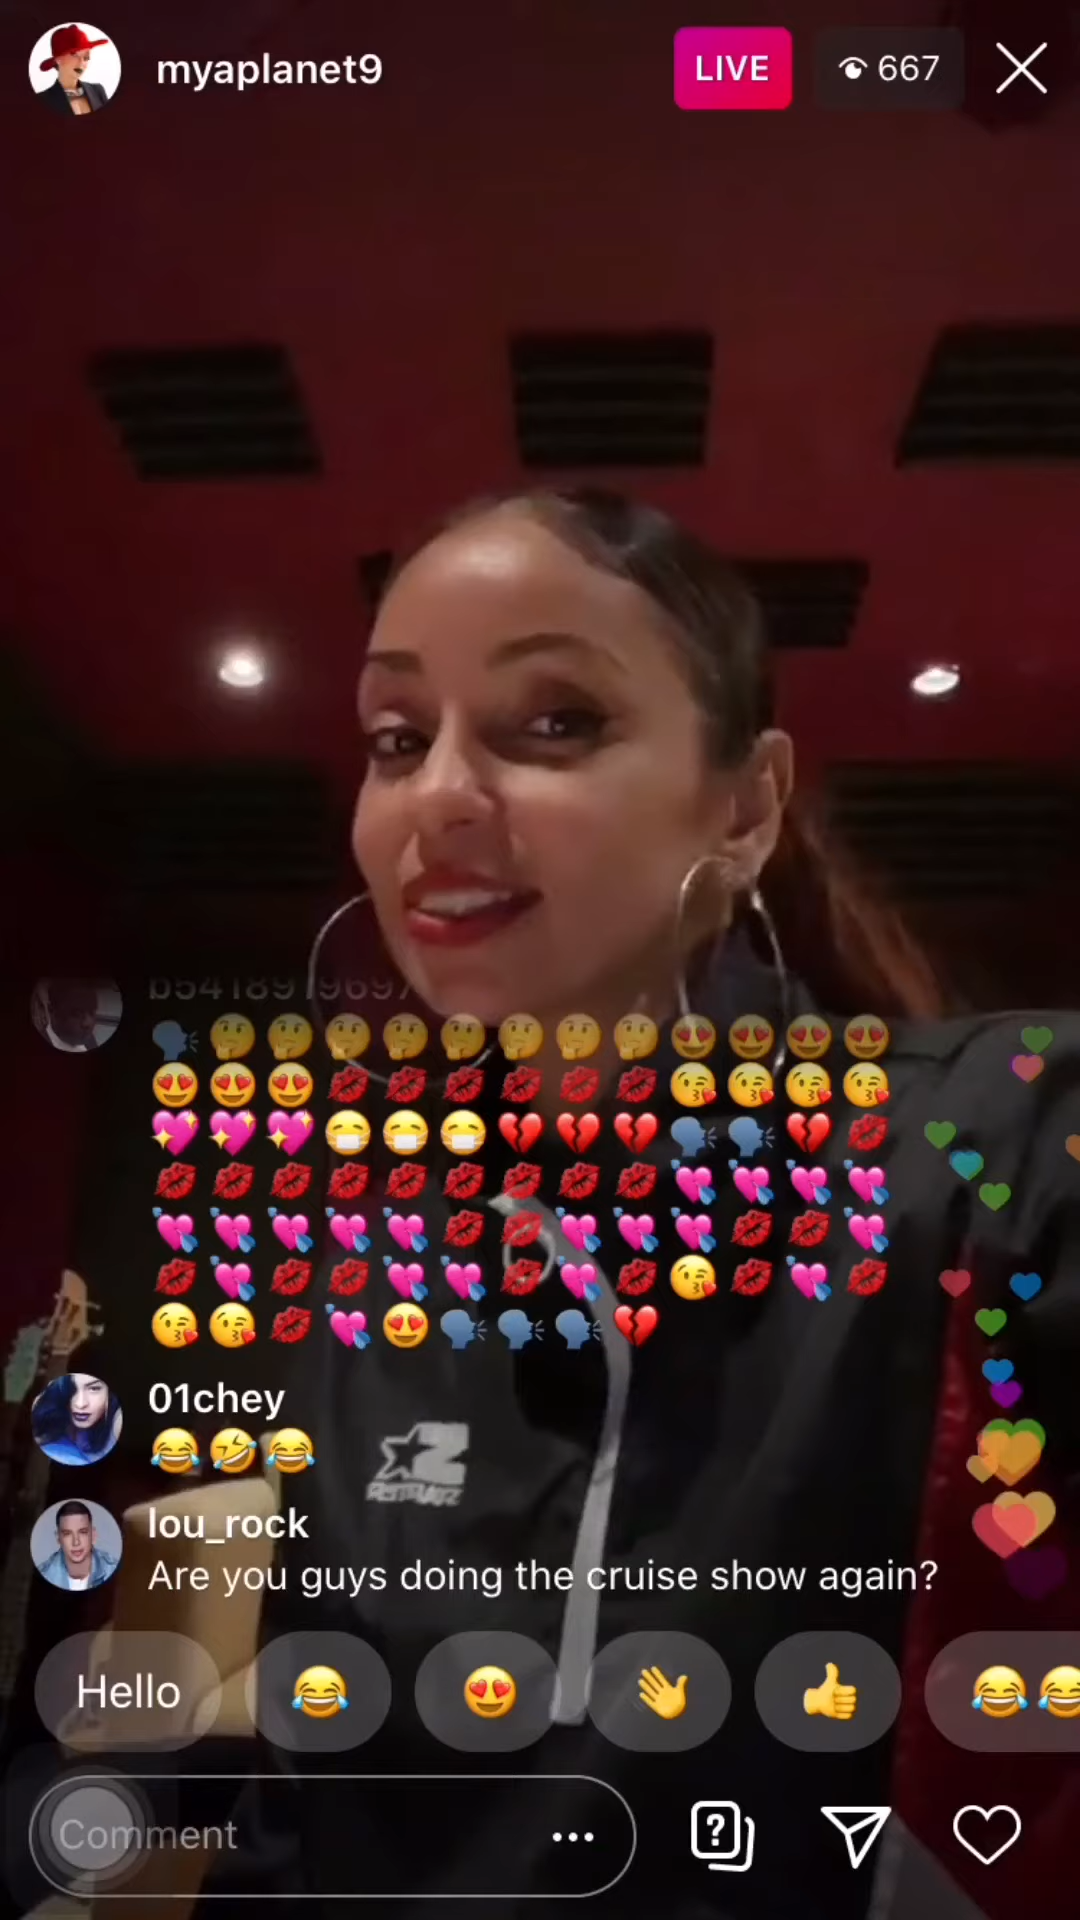 myaplanet9
LIVE
667
01chey
lou_rock
Are you guys doing the cruise show again?
Hello
Comment